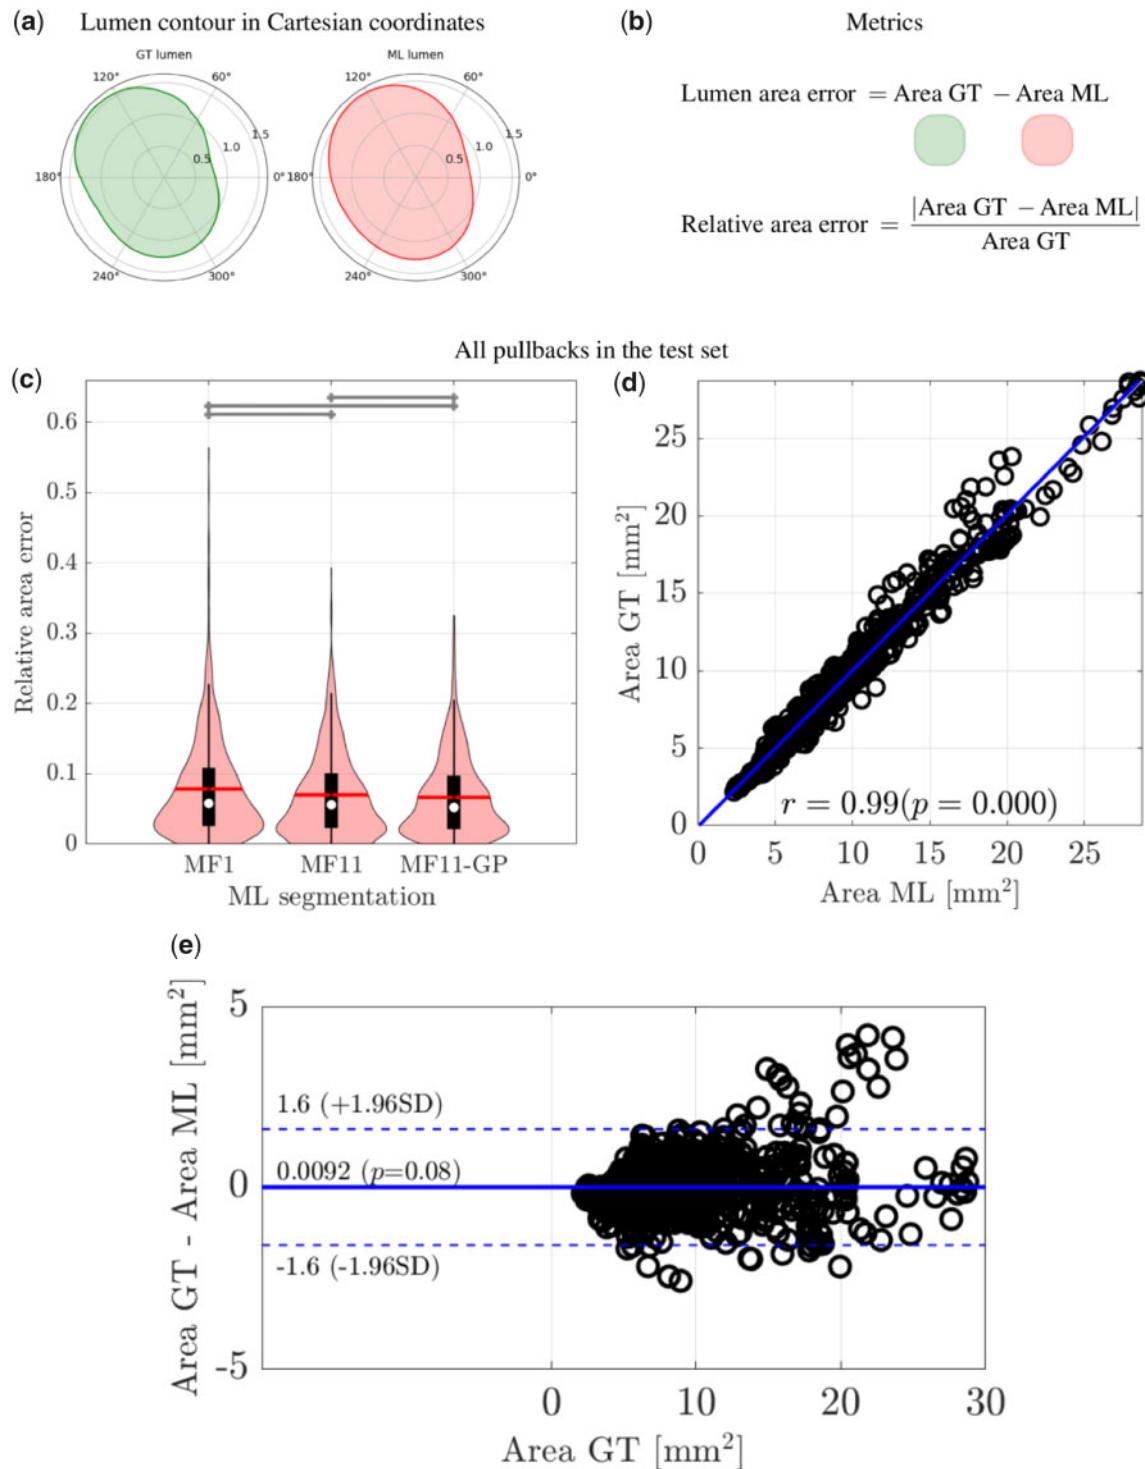 (a) Lumen contour in Cartesian coordinates
GT lumen
120°
60°
1.5
1.0
0.5
180°
0°
240°
300°
ML lumen
120°
60°
1.5
1.0
0.5
180°
0°
240°
300°
(b) Metrics
Lumen area error = Area GT − Area ML
Relative area error = |Area GT − Area ML|
Area GT
All pullbacks in the test set
(c)
Relative area error
0.6
0.5
0.4
0.3
0.2
0.1
0
MF1 MF11 MF11-GP
ML segmentation
(d)
Area GT [mm²]
25
20
15
10
5
0
r = 0.99(p = 0.000)
0 5 10 15 20 25
Area ML [mm²]
(e)
Area GT - Area ML [mm²]
5
0
-5
1.6 (+1.96SD)
0.0092 (p=0.08)
-1.6 (-1.96SD)
0 10 20 30
Area GT [mm²]